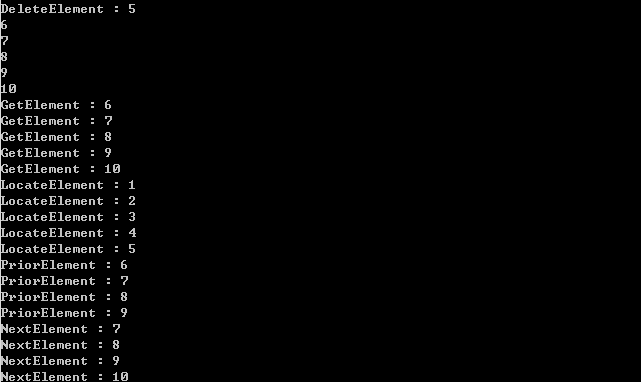 DeleteElement : 5
6
7
8
9
10
GetElement : 6
GetElement : 7
GetElement : 8
GetElement : 9
GetElement : 10
LocateElement : 1
LocateElement : 2
LocateElement : 3
LocateElement : 4
LocateElement : 5
PriorElement : 6
PriorElement : 7
PriorElement : 8
PriorElement : 9
NextElement : 7
NextElement : 8
NextElement : 9
NextElement : 10